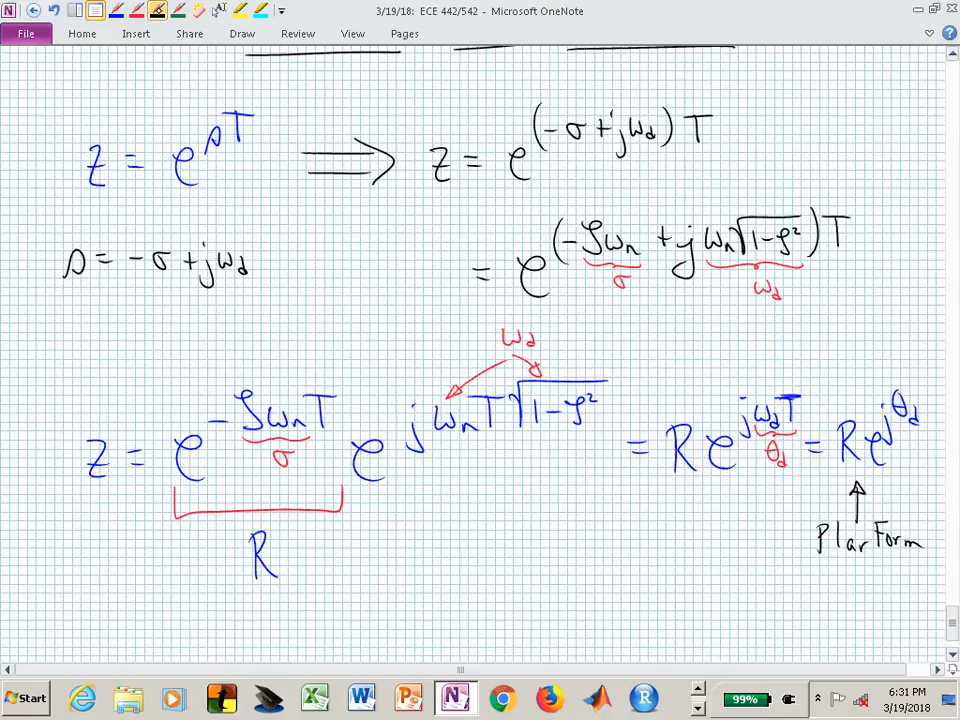 3/19/18: ECE 442/542 - Microsoft OneNote
File Home Insert Share Draw Review View Pages
z = e^{sT} ⟹ z = e^{(-σ+jω_d)T}
s = -σ + jω_d
= e^{(-ζω_n + jω_n√(1-ζ²))T}
σ ω_d
ω_d
z = e^{-ζω_nT} e^{jω_nT√(1-ζ²)} = R e^{jω_dT} = R e^{jθ_d}
σ θ_d
R
Plar Form
Start 99% 6:31 PM
3/19/2018